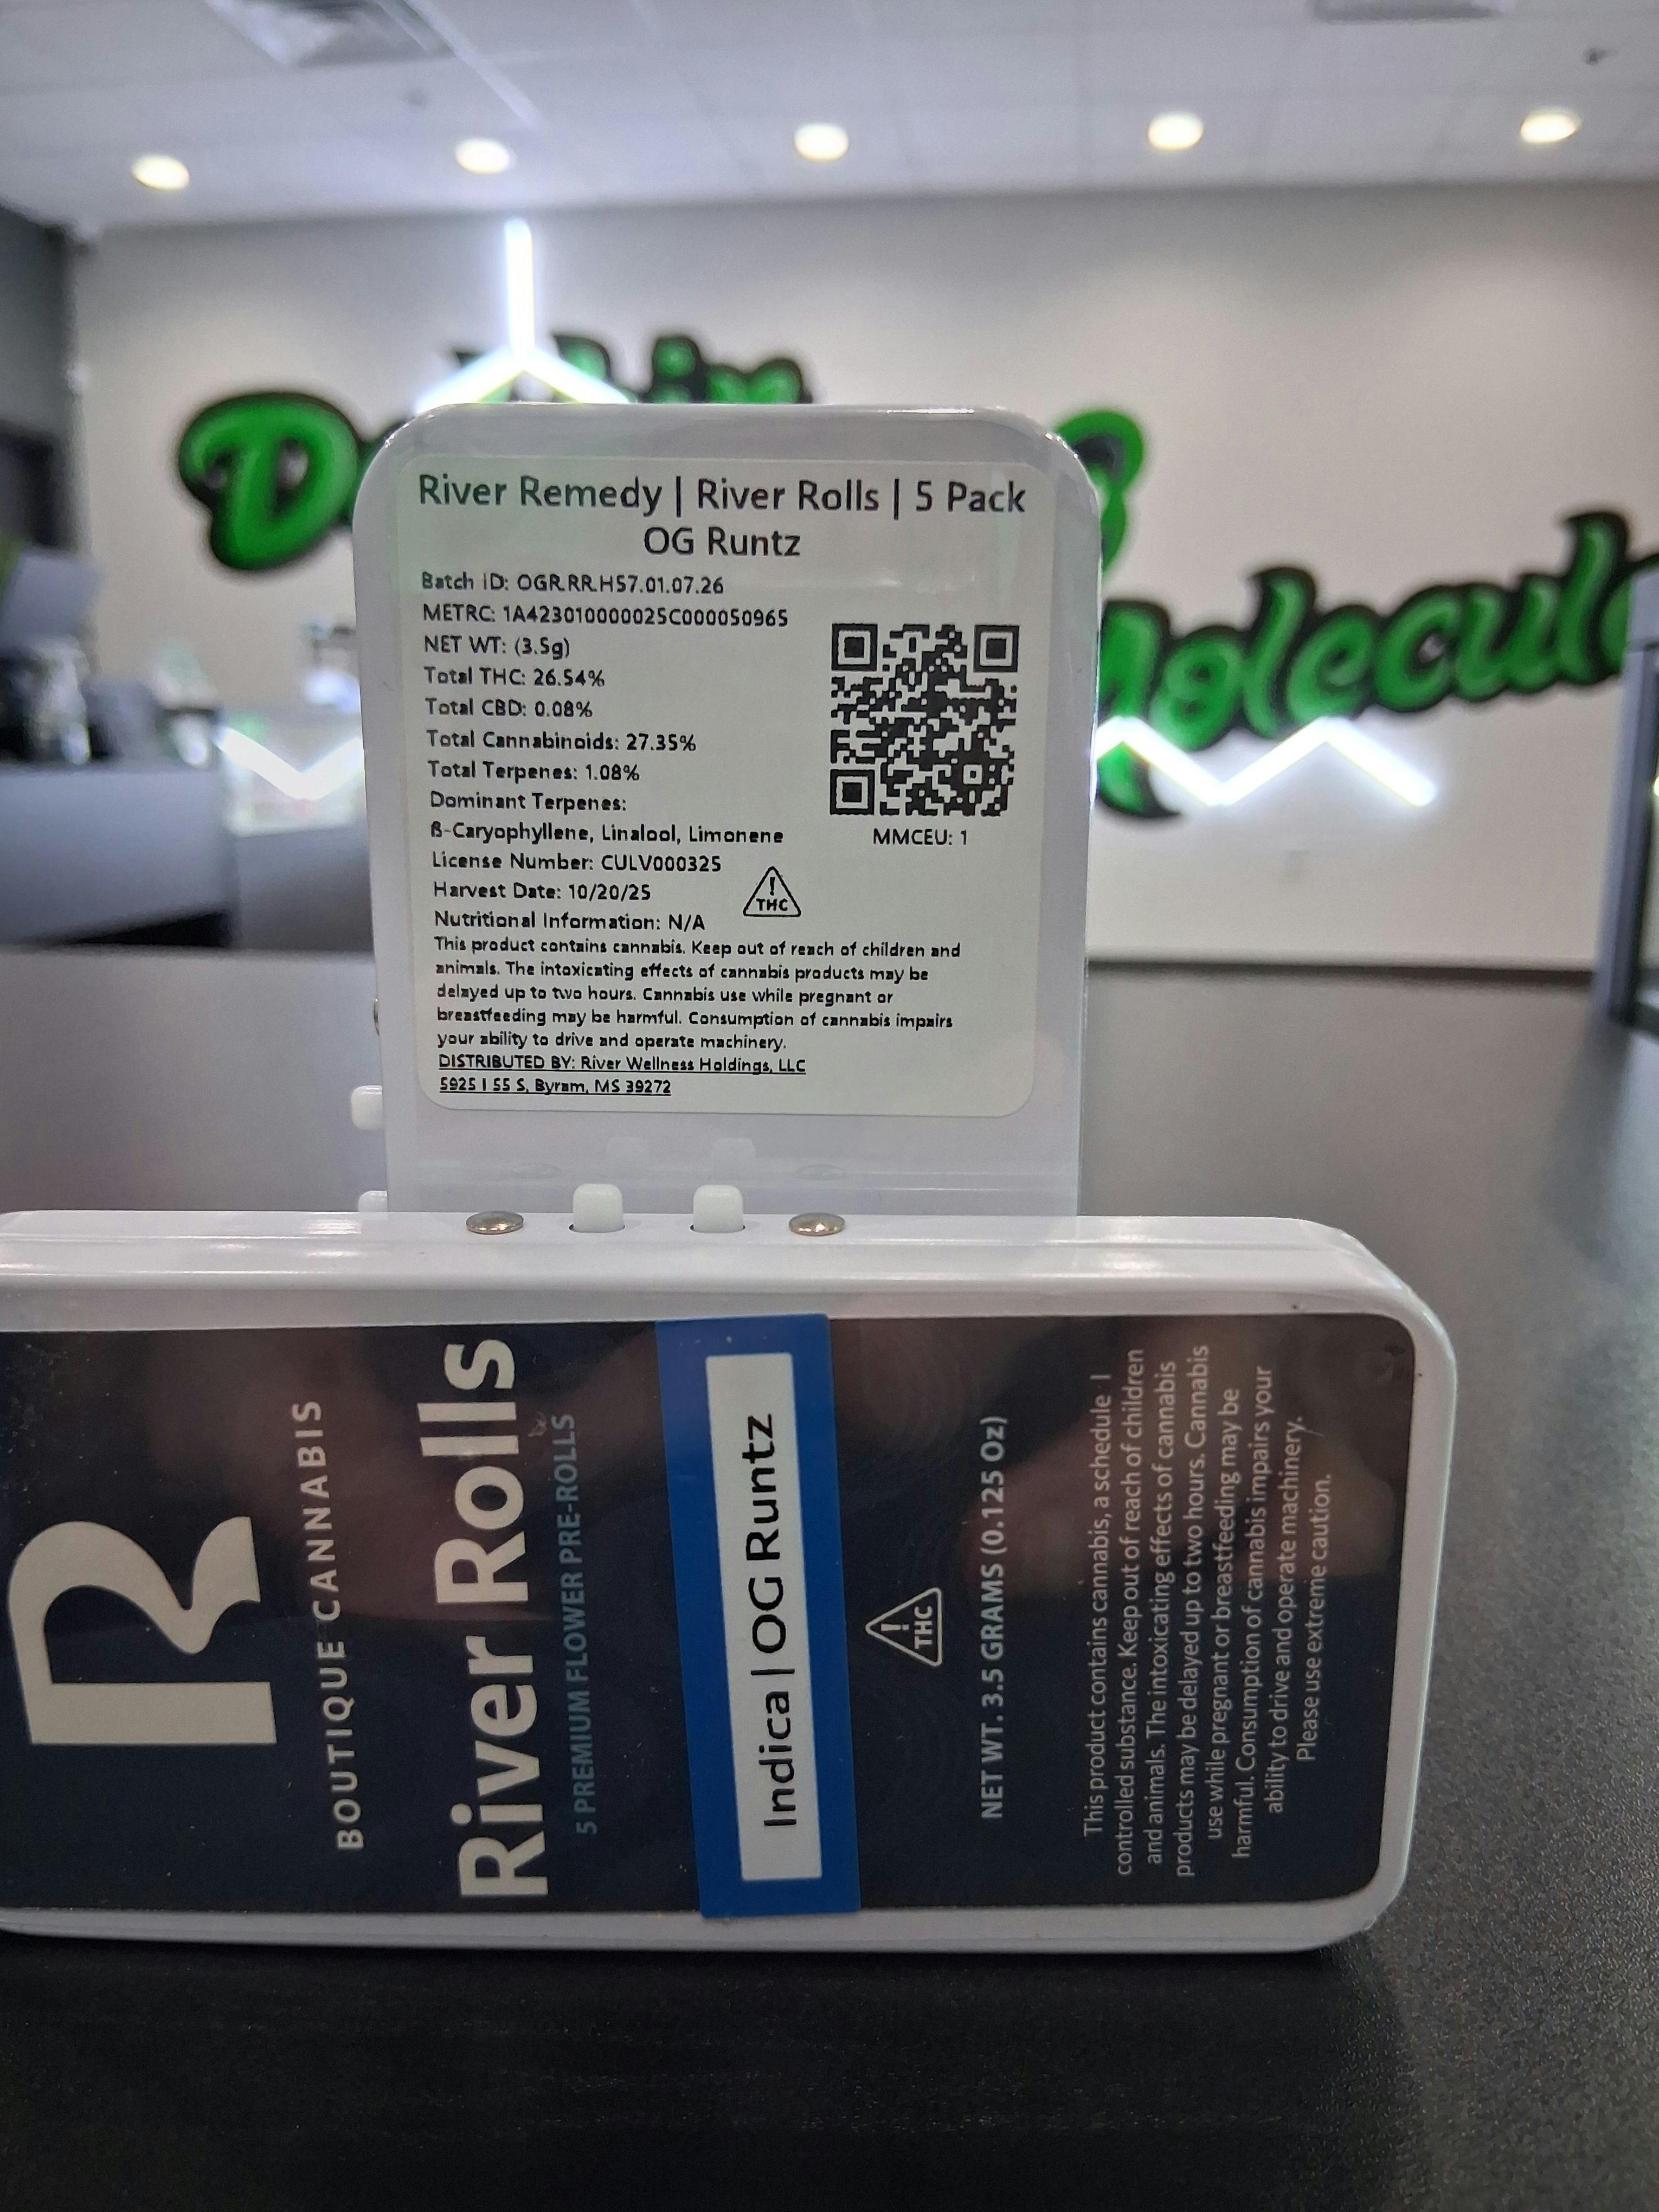 River Remedy | River Rolls | 5 Pack
OG Runtz
Batch ID: OGR.RR.H57.01.07.26
METRC: 1A423010000025C000050965
NET WT: (3.5g)
Total THC: 26.54%
Total CBD: 0.08%
Total Cannabinoids: 27.35%
Total Terpenes: 1.08%
Dominant Terpenes:
ß-Caryophyllene, Linalool, Limonene
License Number: CULV000325
Harvest Date: 10/20/25
Nutritional Information: N/A
MMCEU: 1
!
THC
This product contains cannabis. Keep out of reach of children and
animals. The intoxicating effects of cannabis products may be
delayed up to two hours. Cannabis use while pregnant or
breastfeeding may be harmful. Consumption of cannabis impairs
your ability to drive and operate machinery.
DISTRIBUTED BY: River Wellness Holdings, LLC
5925 I 55 S, Byram, MS 39272
R
BOUTIQUE CANNABIS
River Rolls
5 PREMIUM FLOWER PRE-ROLLS
Indica | OG Runtz
!
THC
NET WT. 3.5 GRAMS (0.125 Oz)
This product contains cannabis, a schedule I
controlled substance. Keep out of reach of children
and animals. The intoxicating effects of cannabis
products may be delayed up to two hours. Cannabis
use while pregnant or breastfeeding may be
harmful. Consumption of cannabis impairs your
ability to drive and operate machinery.
Please use extreme caution.